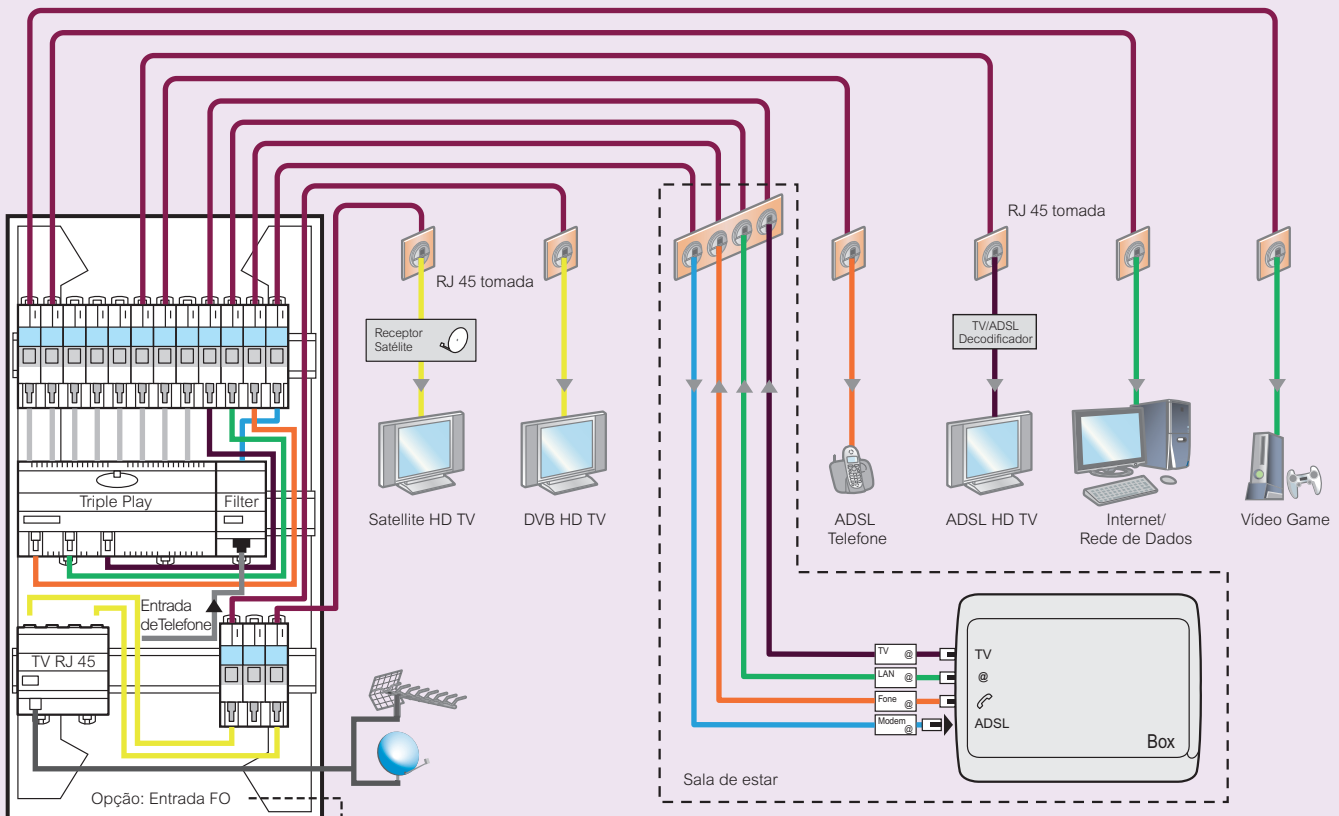 RJ 45 tomada
RJ 45 tomada
Receptor
Satélite
TV/ADSL
Decodificador
Triple Play
Filter
Satellite HD TV
DVB HD TV
ADSL
Telefone
ADSL HD TV
Internet/
Rede de Dados
Vídeo Game
Entrada
deTelefone
TV RJ 45
TV @
LAN @
Fone @
Modem @
TV
@
ADSL
Box
Sala de estar
Opção: Entrada FO